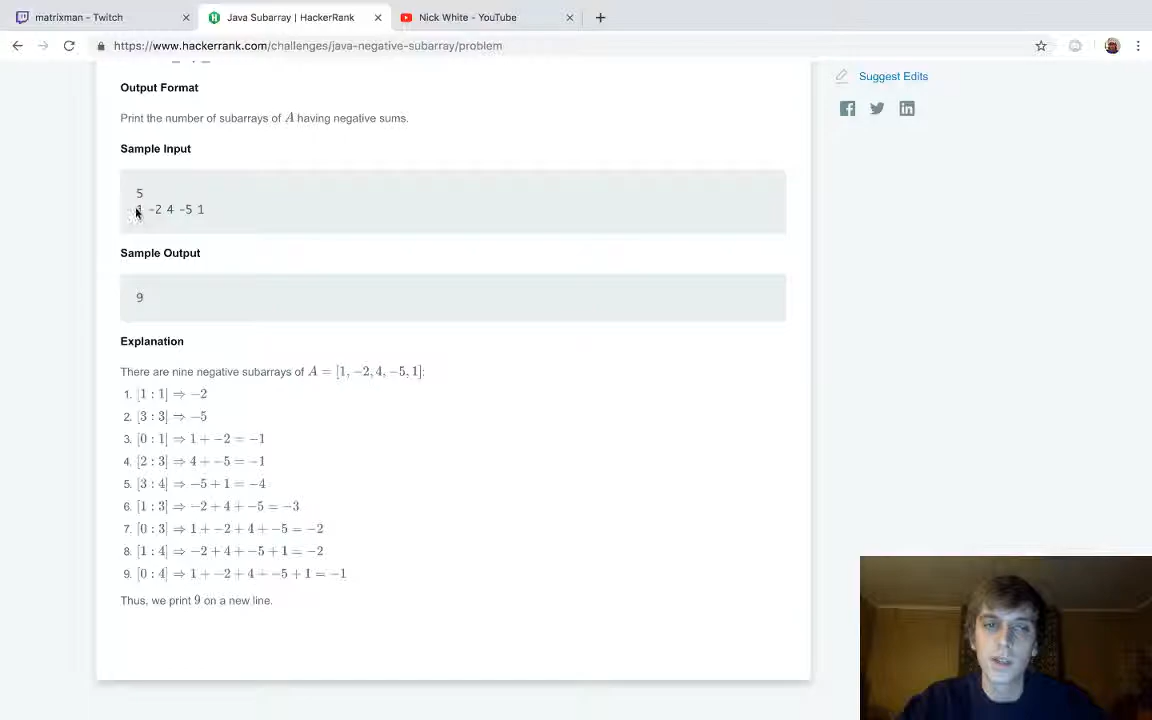 matrixman - Twitch
Java Subarray | HackerRank
Nick White - YouTube
https://www.hackerrank.com/challenges/java-negative-subarray/problem
Suggest Edits
Output Format
Print the number of subarrays of A having negative sums.
Sample Input
5
1 -2 4 -5 1
Sample Output
9
Explanation
There are nine negative subarrays of A = [1, −2, 4, −5, 1]:
1. [1 : 1] ⇒ −2
2. [3 : 3] ⇒ −5
3. [0 : 1] ⇒ 1 + −2 = −1
4. [2 : 3] ⇒ 4 + −5 = −1
5. [3 : 4] ⇒ −5 + 1 = −4
6. [1 : 3] ⇒ −2 + 4 + −5 = −3
7. [0 : 3] ⇒ 1 + −2 + 4 + −5 = −2
8. [1 : 4] ⇒ −2 + 4 + −5 + 1 = −2
9. [0 : 4] ⇒ 1 + −2 + 4 + −5 + 1 = −1
Thus, we print 9 on a new line.